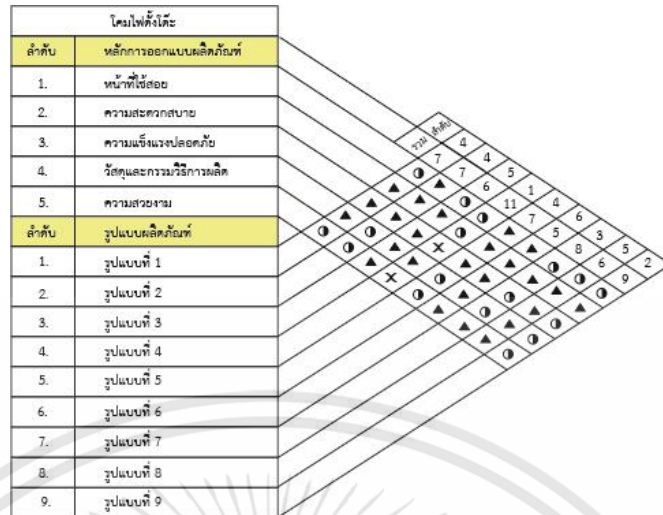 โคมไฟตั้งโต๊ะ
ลำดับ หลักการออกแบบผลิตภัณฑ์
1. หน้าที่ใช้สอย
2. ความสะดวกสบาย
3. ความแข็งแรงปลอดภัย
4. วัสดุและกรรมวิธีการผลิต
5. ความสวยงาม
ลำดับ รูปแบบผลิตภัณฑ์
1. รูปแบบที่ 1
2. รูปแบบที่ 2
3. รูปแบบที่ 3
4. รูปแบบที่ 4
5. รูปแบบที่ 5
6. รูปแบบที่ 6
7. รูปแบบที่ 7
8. รูปแบบที่ 8
9. รูปแบบที่ 9
รวม ลำดับ
7 4
7 4
6 5
11 1
7 4
5 6
8 3
6 5
9 2